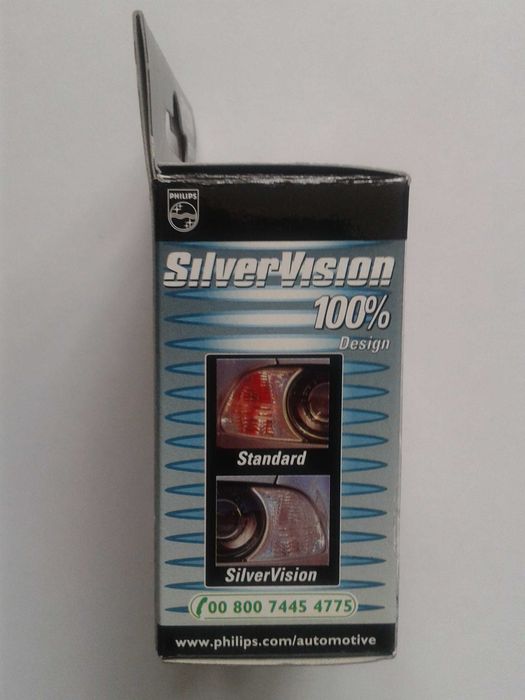 PHILIPS
SilverVision
100%
Design
Standard
SilverVision
00 800 7445 4775
www.philips.com/automotive